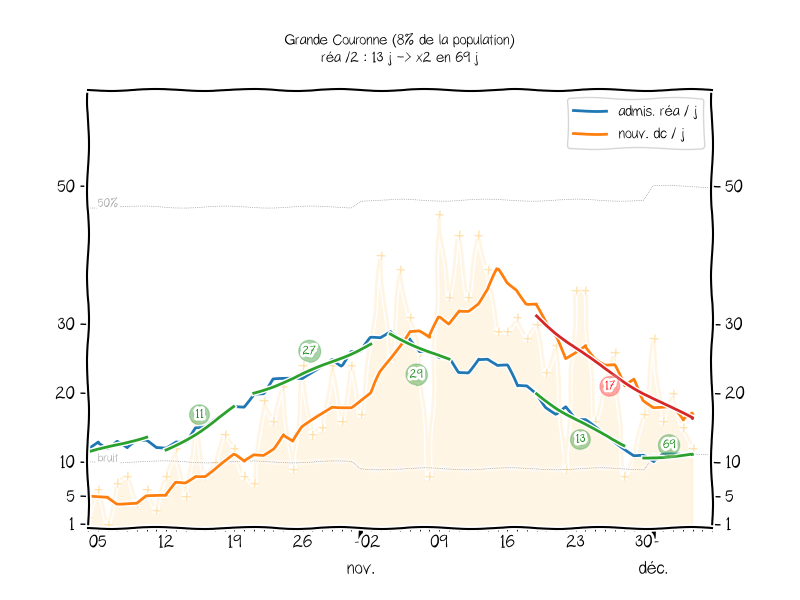 Grande Couronne (8% de la population)
réa /2 : 13 j -> x2 en 69 j
admis. réa / j
nouv. dc / j
50
50
50%
30
30
27
29
20
20
17
11
13
69
bruit
10
10
5
5
1
1
05 12 19 26 02 09 16 23 30
nov. déc.